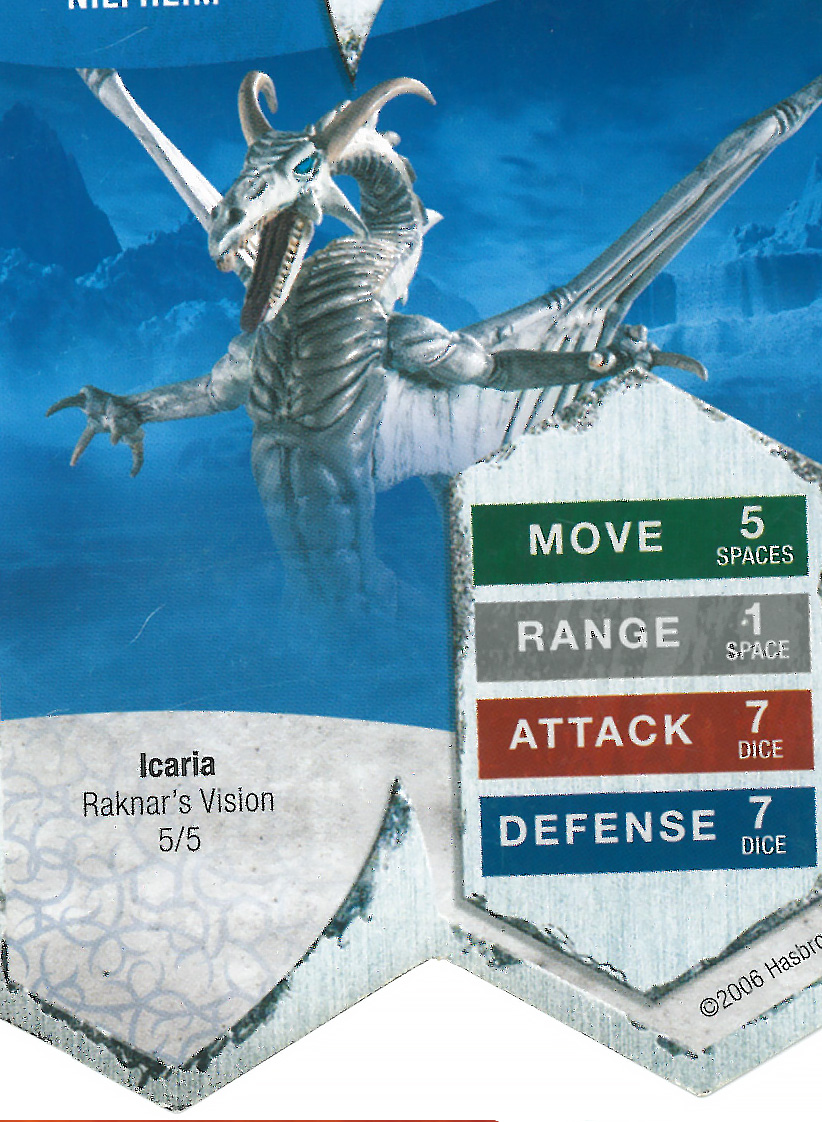 MOVE 5
SPACES
RANGE 1
SPACE
ATTACK 7
DICE
DEFENSE 7
DICE
Icaria
Raknar's Vision
5/5
©2006 Hasbro